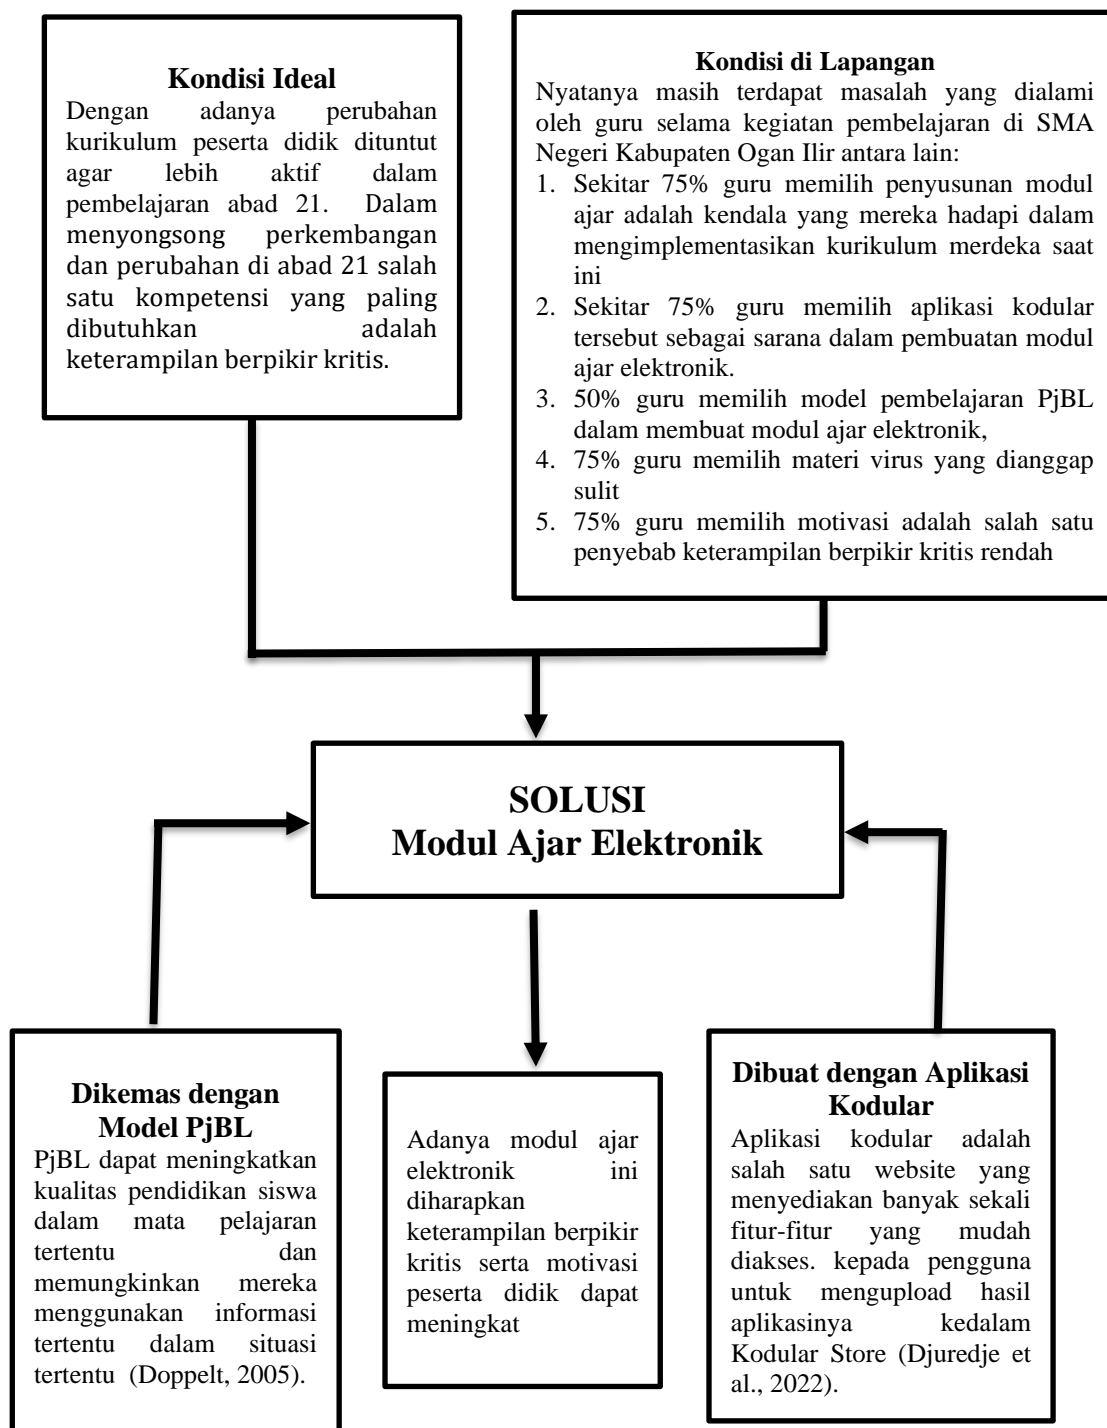 Kondisi Ideal
Dengan adanya perubahan
kurikulum peserta didik dituntut
agar lebih aktif dalam
pembelajaran abad 21. Dalam
menyongsong perkembangan
dan perubahan di abad 21 salah
satu kompetensi yang paling
dibutuhkan adalah
keterampilan berpikir kritis.
Kondisi di Lapangan
Nyatanya masih terdapat masalah yang dialami
oleh guru selama kegiatan pembelajaran di SMA
Negeri Kabupaten Ogan Ilir antara lain:
1. Sekitar 75% guru memilih penyusunan modul
ajar adalah kendala yang mereka hadapi dalam
mengimplementasikan kurikulum merdeka saat
ini
2. Sekitar 75% guru memilih aplikasi kodular
tersebut sebagai sarana dalam pembuatan modul
ajar elektronik.
3. 50% guru memilih model pembelajaran PjBL
dalam membuat modul ajar elektronik,
4. 75% guru memilih materi virus yang dianggap
sulit
5. 75% guru memilih motivasi adalah salah satu
penyebab keterampilan berpikir kritis rendah
SOLUSI
Modul Ajar Elektronik
Dikemas dengan
Model PjBL
PjBL dapat meningkatkan
kualitas pendidikan siswa
dalam mata pelajaran
tertentu dan
memungkinkan mereka
menggunakan informasi
tertentu dalam situasi
tertentu (Doppelt, 2005).
Adanya modul ajar
elektronik ini
diharapkan
keterampilan berpikir
kritis serta motivasi
peserta didik dapat
meningkat
Dibuat dengan Aplikasi
Kodular
Aplikasi kodular adalah
salah satu website yang
menyediakan banyak sekali
fitur-fitur yang mudah
diakses. kepada pengguna
untuk mengupload hasil
aplikasinya kedalam
Kodular Store (Djuredje et
al., 2022).